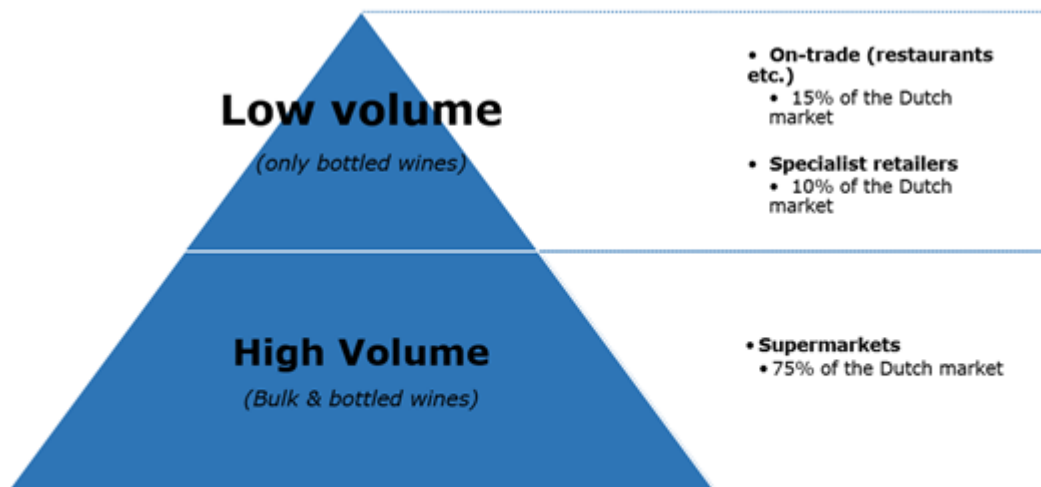 Low volume
(only bottled wines)
• On-trade (restaurants
etc.)
• 15% of the Dutch
market
• Specialist retailers
• 10% of the Dutch
market
High Volume
(Bulk & bottled wines)
• Supermarkets
• 75% of the Dutch market